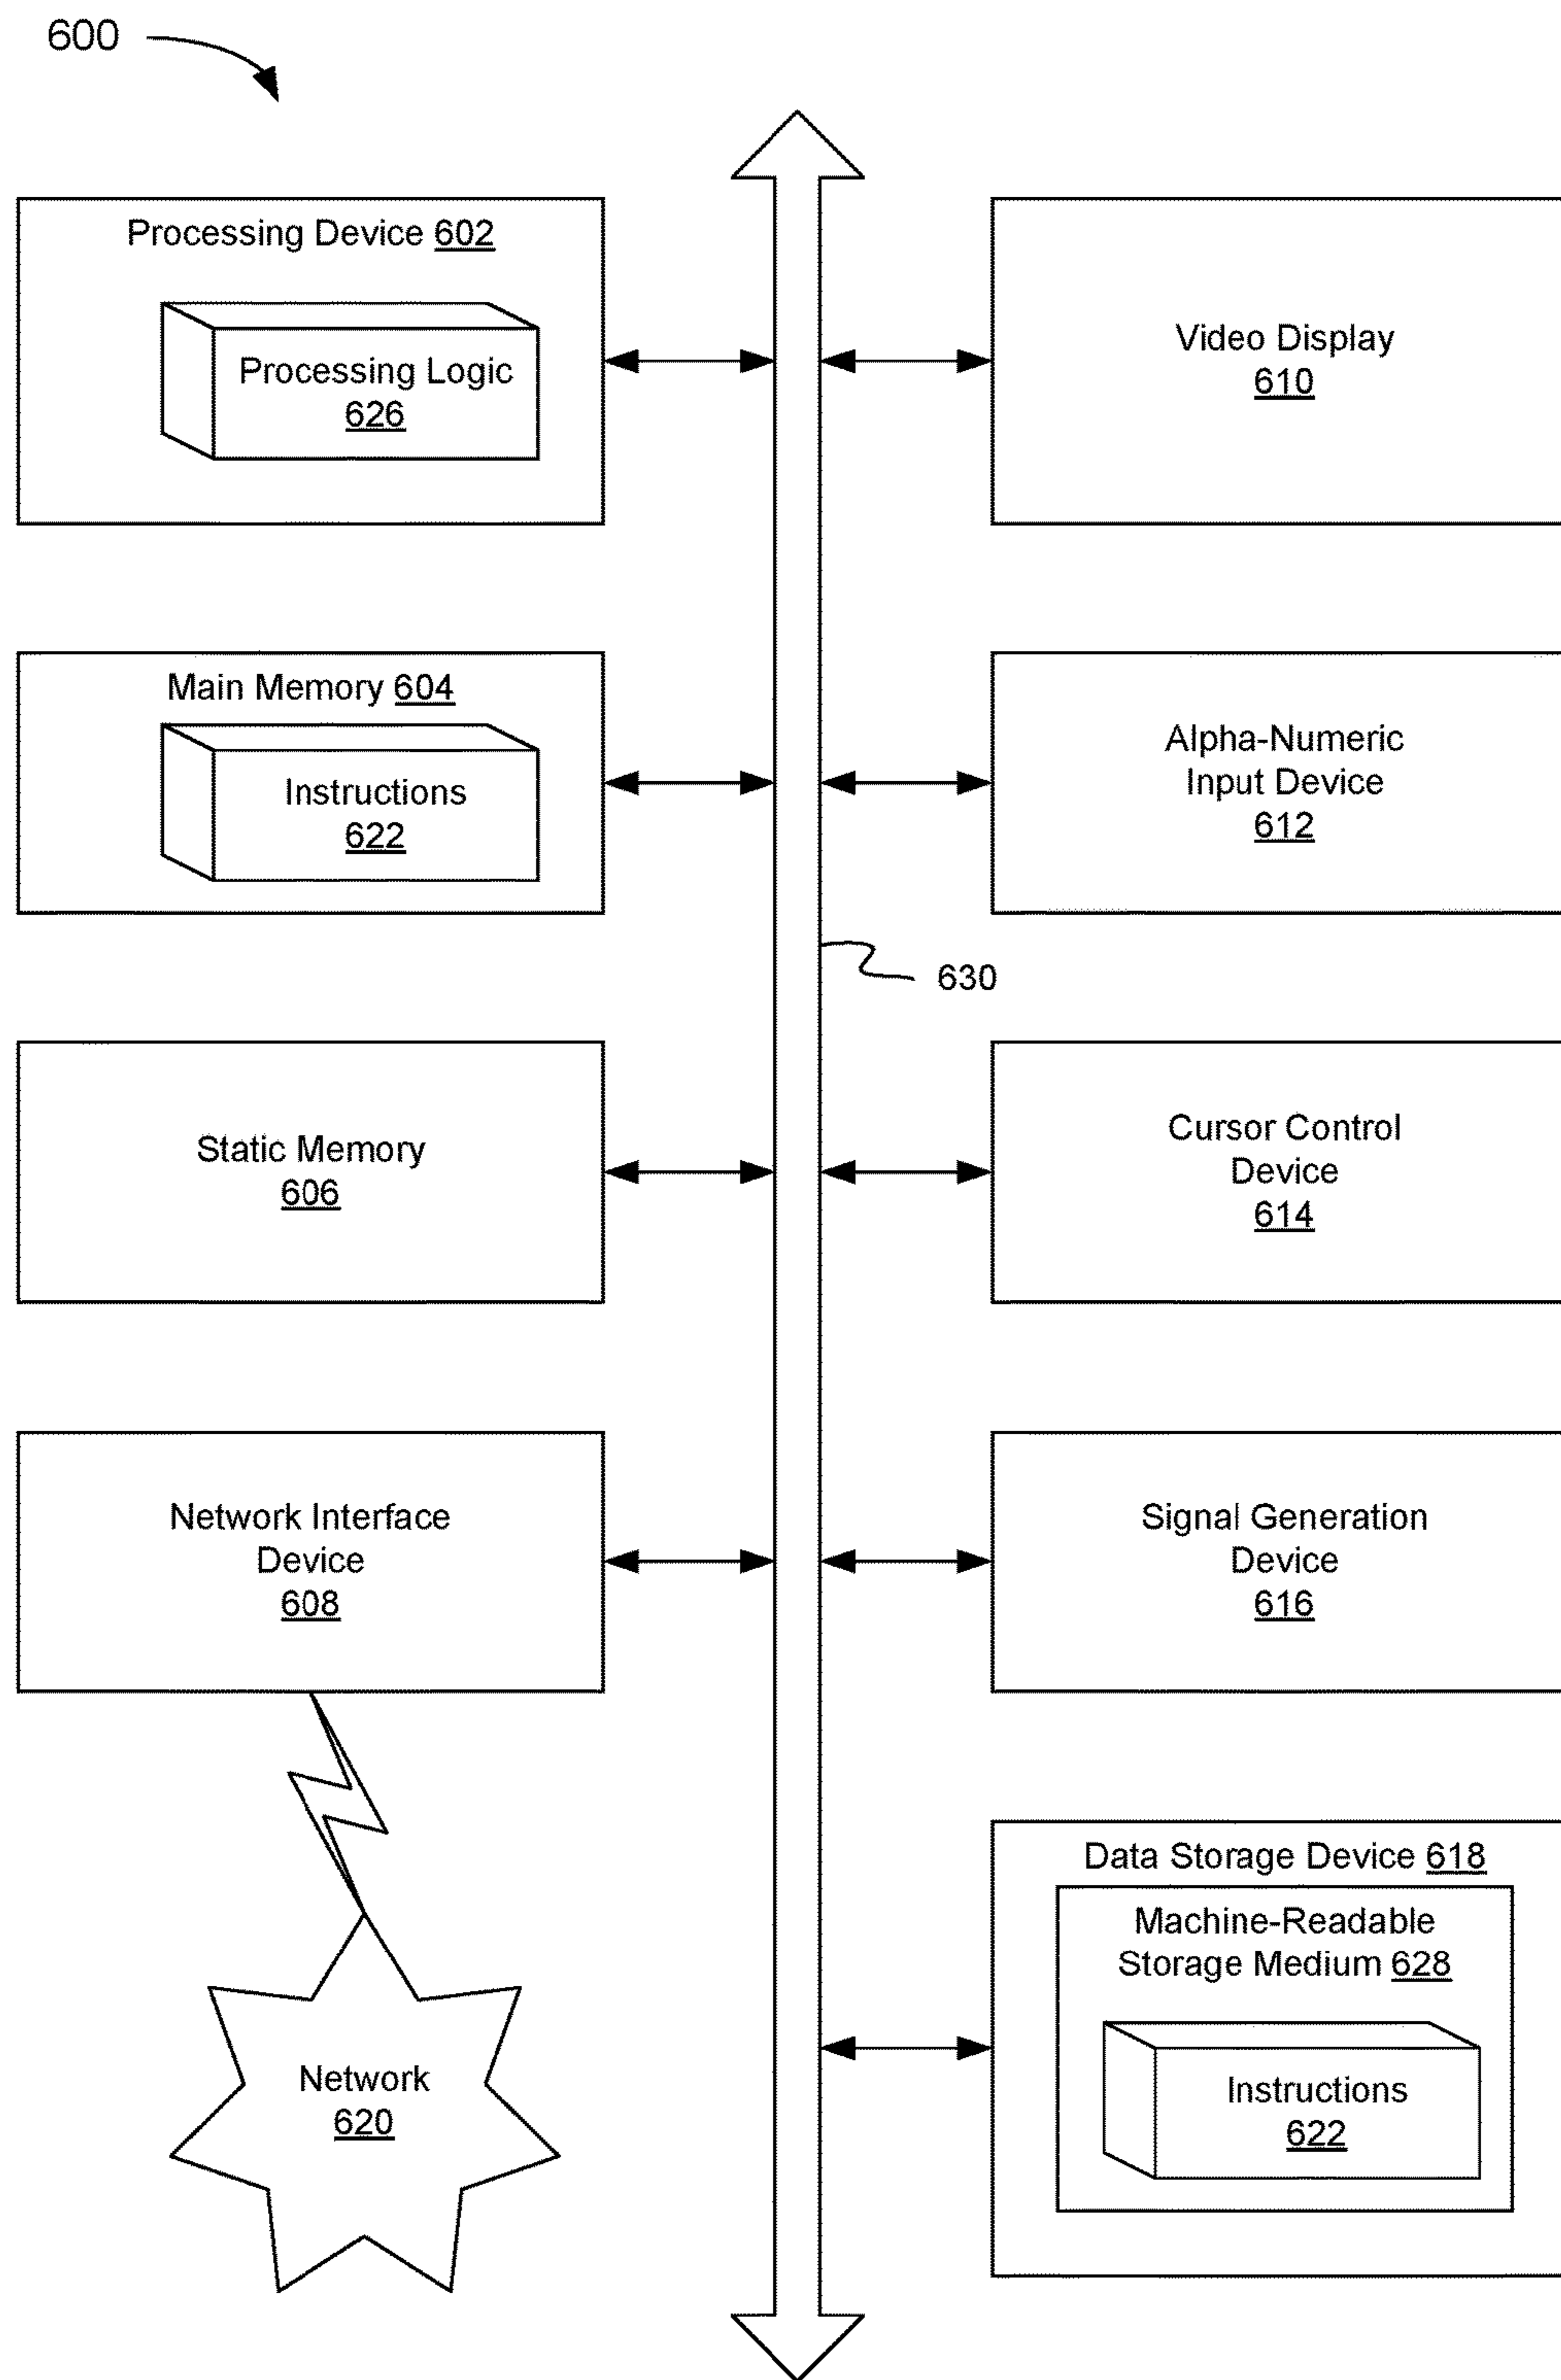 600
Processing Device 602
Processing Logic
626
Video Display
610
Main Memory 604
Instructions
622
Alpha-Numeric
Input Device
612
630
Static Memory
606
Cursor Control
Device
614
Network Interface
Device
608
Signal Generation
Device
616
Data Storage Device 618
Machine-Readable
Storage Medium 628
Instructions
622
Network
620